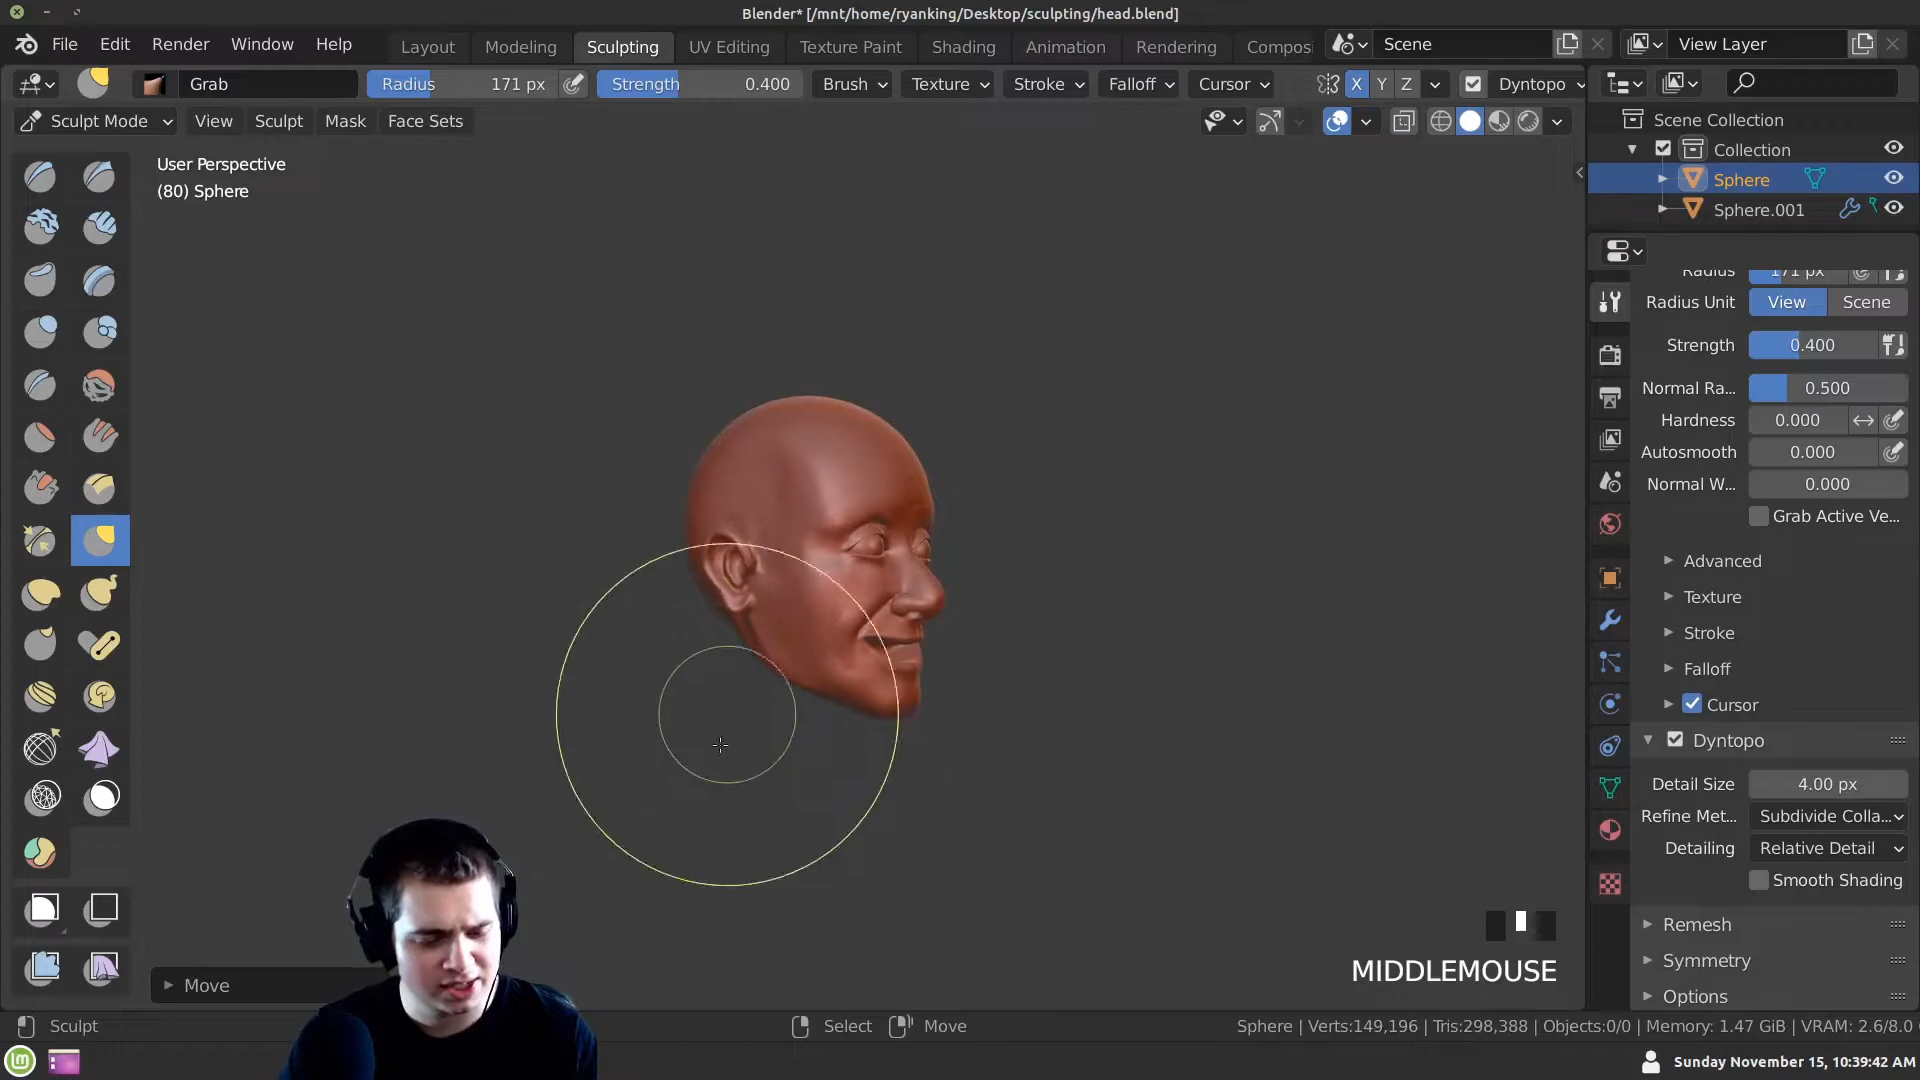 Blender* [/mnt/home/ryanking/Desktop/sculpting/head.blend]
File Edit Render Window Help Layout Modeling Sculpting UV Editing Texture Paint Shading Animation Rendering Compos Scene View Layer
Grab Radius 171 px Strength 0.400 Brush Texture Stroke Falloff Cursor X Y Z Dyntopo
Sculpt Mode View Sculpt Mask Face Sets
User Perspective
(80) Sphere
Scene Collection
Collection
Sphere
Sphere.001
Radius 171 px
Radius Unit View Scene
Strength 0.400
Normal Ra... 0.500
Hardness 0.000
Autosmooth 0.000
Normal W... 0.000
Grab Active Ve...
Advanced
Texture
Stroke
Falloff
Cursor
Dyntopo
Detail Size 4.00 px
Refine Met... Subdivide Colla...
Detailing Relative Detail
Smooth Shading
Remesh
Symmetry
Options
MIDDLEMOUSE
Move
Sculpt Select Move Sphere | Verts:149,196 | Tris:298,388 | Objects:0/0 | Memory: 1.47 GiB | VRAM: 2.6/8.0
Sunday November 15, 10:39:42 AM